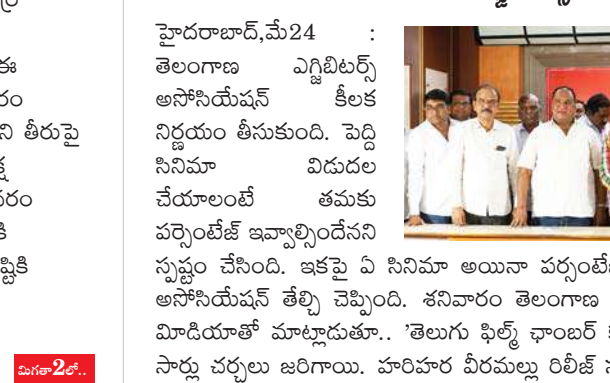 ఈ
రం
ని తీరుపై
కి
ష్టికి
మిగతా2లో..
హైదరాబాద్,మే24 :
తెలంగాణ ఎగ్జిబిటర్స్
అసోసియేషన్ కీలక
నిర్ణయం తీసుకుంది. పెద్ది
సినిమా విడుదల
చేయాలంటే తమకు
పర్సెంటేజ్ ఇవ్వాల్సిందేనని
స్పష్టం చేసింది. ఇకపై ఏ సినిమా అయినా పర్సంటే
అసోసియేషన్ తేల్చి చెప్పింది. శనివారం తెలంగాణ
మీడియాతో మాట్లాడుతూ.. 'తెలుగు ఫిల్మ్ ఛాంబర్
సార్లు చర్చలు జరిగాయి. హరిహర వీరమల్లు రిలీజ్